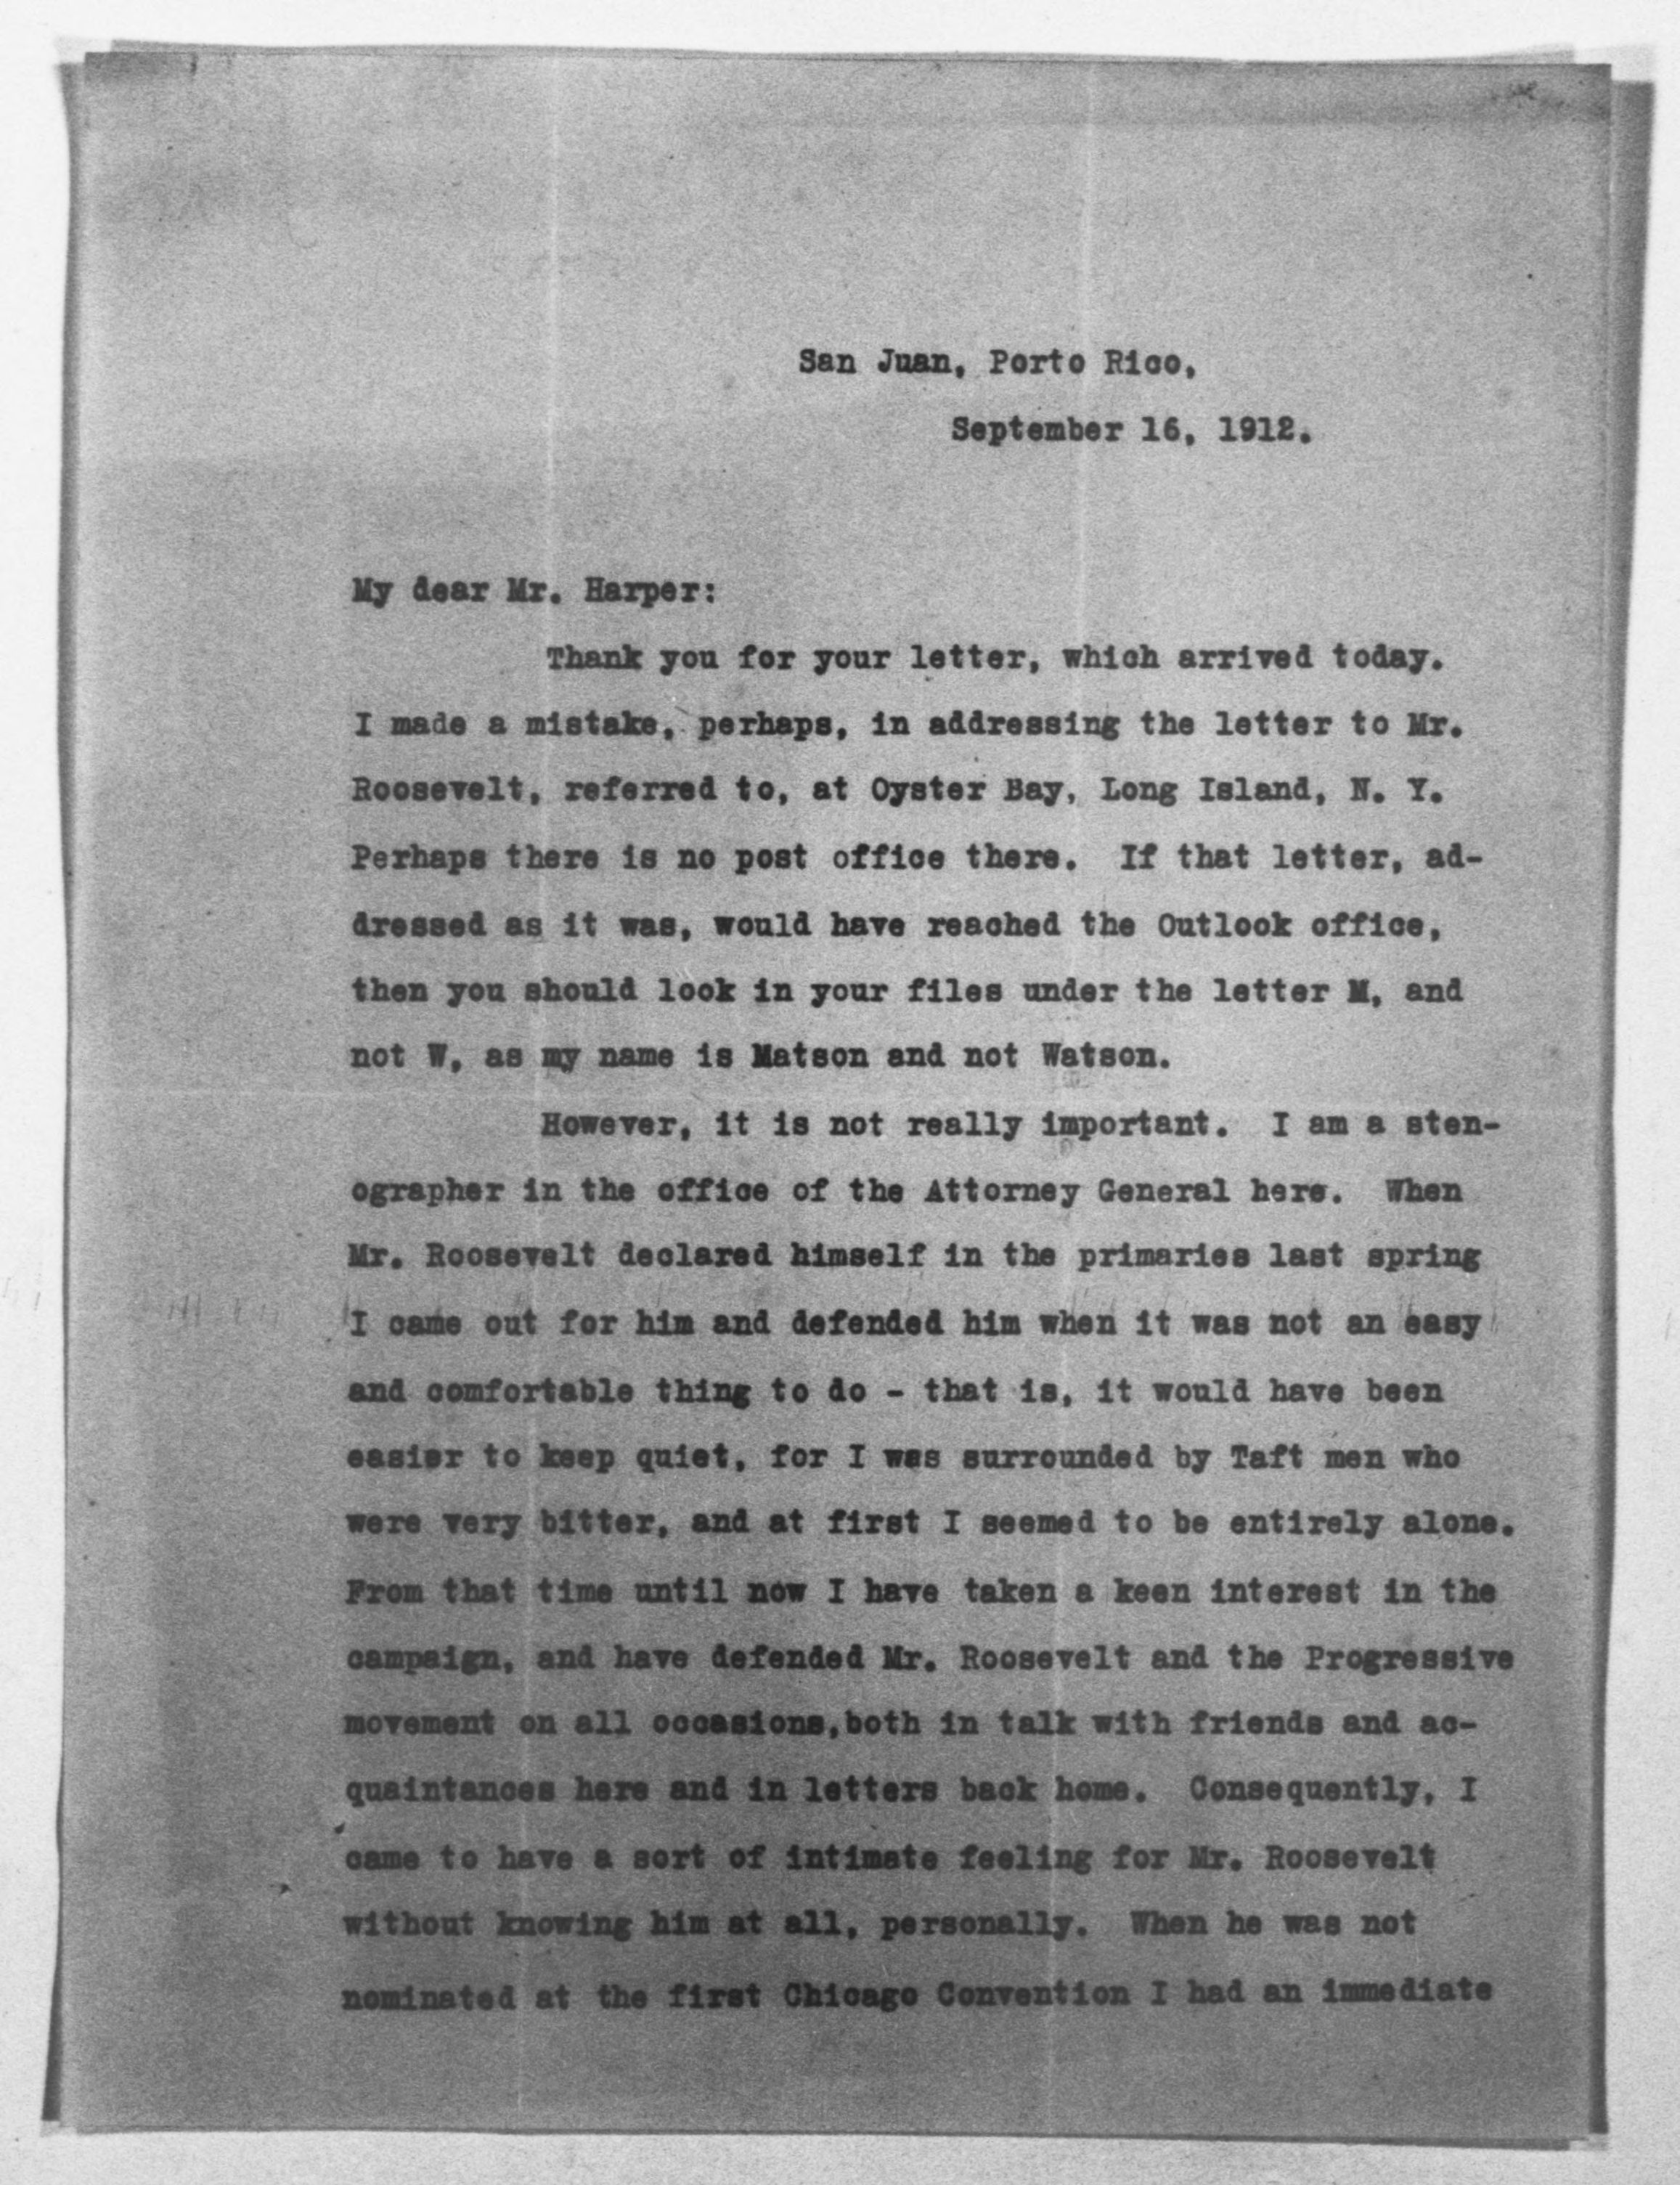 San Juan, Porto Rico,
September 16, 1912.
My dear Mr. Harper:
Thank you for your letter, which arrived today.
I made a mistake, perhaps, in addressing the letter to Mr.
Roosevelt, referred to, at Oyster Bay, Long Island, N. Y.
Perhaps there is no post office there. If that letter, ad-
dressed as it was, would have reached the Outlook office,
then you should look in your files under the letter M, and
not W, as my name is Matson and not Watson.
However, it is not really important. I am a sten-
ographer in the office of the Attorney General here. When
Mr. Roosevelt declared himself in the primaries last spring
I came out for him and defended him when it was not an easy
and comfortable thing to do - that is, it would have been
easier to keep quiet, for I was surrounded by Taft men who
were very bitter, and at first I seemed to be entirely alone.
From that time until now I have taken a keen interest in the
campaign, and have defended Mr. Roosevelt and the Progressive
movement on all occasions,both in talk with friends and ac-
quaintances here and in letters back home. Consequently, I
came to have a sort of intimate feeling for Mr. Roosevelt
without knowing him at all, personally. When he was not
nominated at the first Chicago Convention I had an immediate